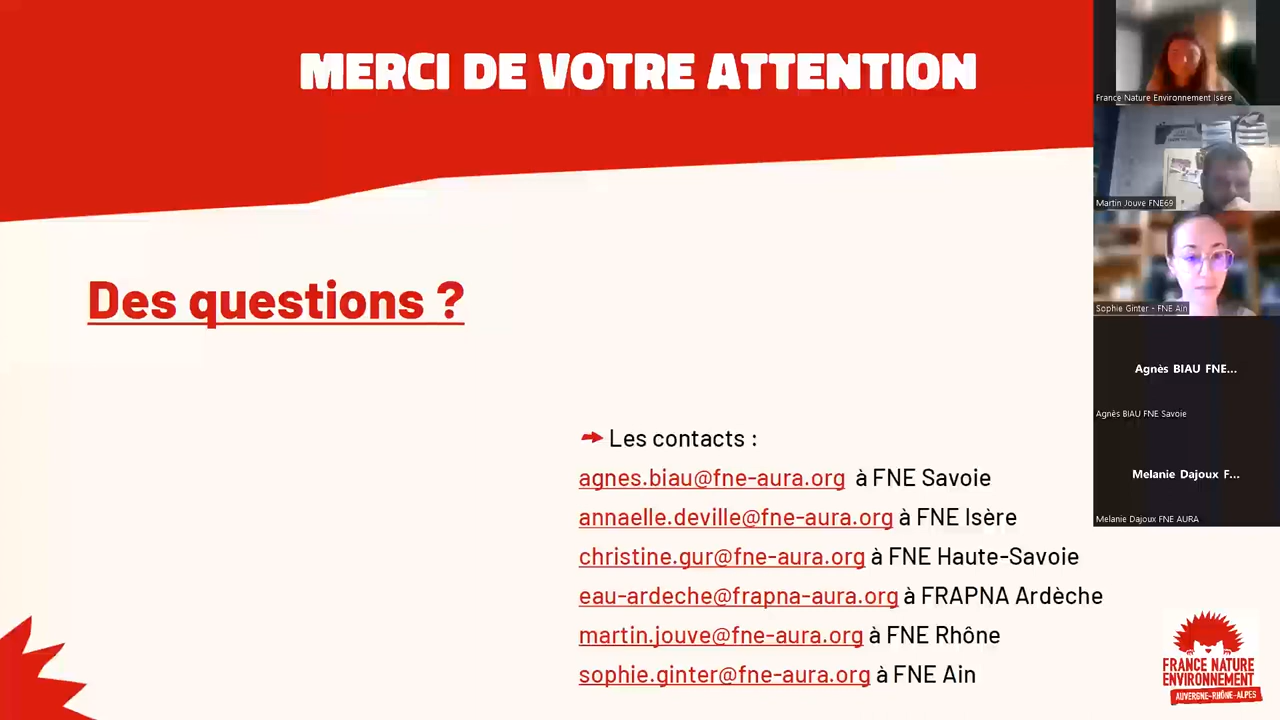 MERCI DE VOTRE ATTENTION
Des questions ?
Les contacts :
agnes.biau@fne-aura.org à FNE Savoie
annaelle.deville@fne-aura.org à FNE Isère
christine.gur@fne-aura.org à FNE Haute-Savoie
eau-ardeche@frapna-aura.org à FRAPNA Ardèche
martin.jouve@fne-aura.org à FNE Rhône
sophie.ginter@fne-aura.org à FNE Ain
France Nature Environnement Isère
Martin Jouve FNE69
Sophie Ginter - FNE Ain
Agnès BIAU FNE...
Agnès BIAU FNE Savoie
Melanie Dajoux F...
Melanie Dajoux FNE AURA
FRANCE NATURE
ENVIRONNEMENT
AUVERGNE-RHÔNE-ALPES